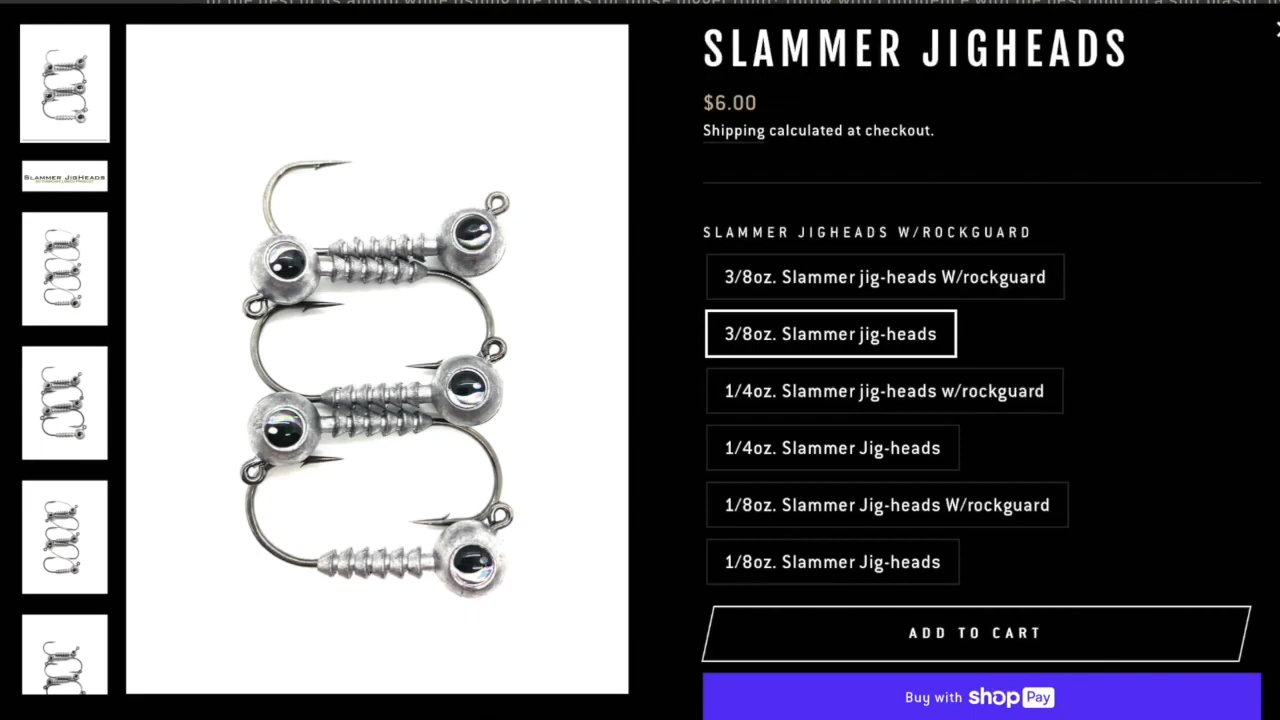 SLAMMER JIGHEADS
$6.00
Shipping calculated at checkout.
SLAMMER JIGHEADS
SLAMMER JIGHEADS W/ROCKGUARD
3/8oz. Slammer jig-heads W/rockguard
3/8oz. Slammer jig-heads
1/4oz. Slammer jig-heads w/rockguard
1/4oz. Slammer Jig-heads
1/8oz. Slammer Jig-heads W/rockguard
1/8oz. Slammer Jig-heads
ADD TO CART
Buy with shop Pay